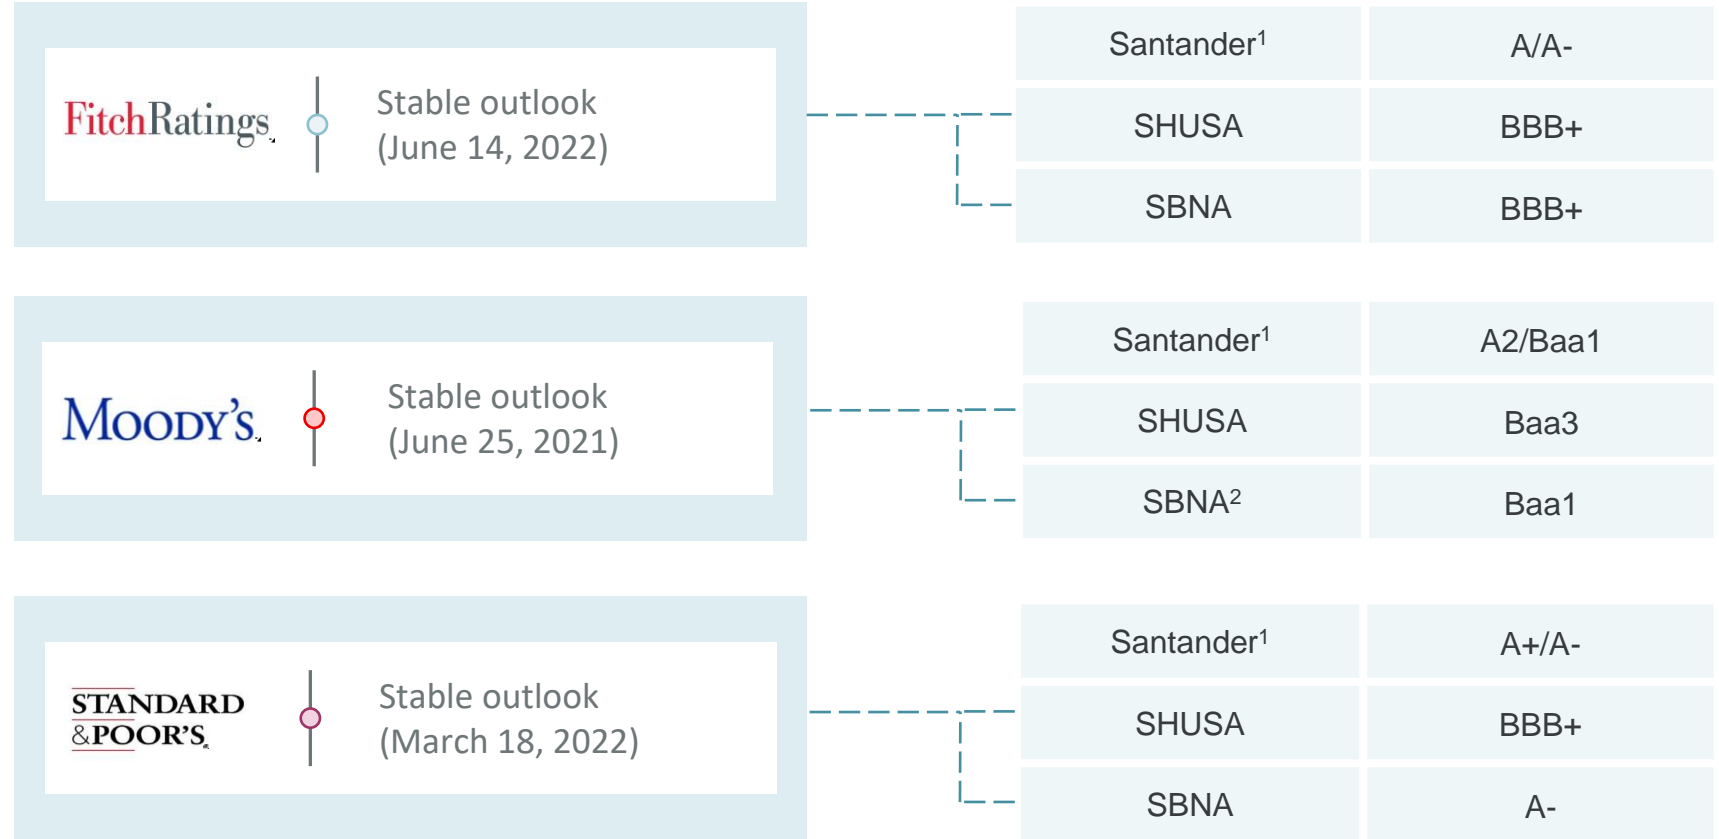 FitchRatings
Stable outlook
(June 14, 2022)
Santander¹ A/A-
SHUSA BBB+
SBNA BBB+
MOODY'S
Stable outlook
(June 25, 2021)
Santander¹ A2/Baa1
SHUSA Baa3
SBNA² Baa1
STANDARD
&POOR'S
Stable outlook
(March 18, 2022)
Santander¹ A+/A-
SHUSA BBB+
SBNA A-